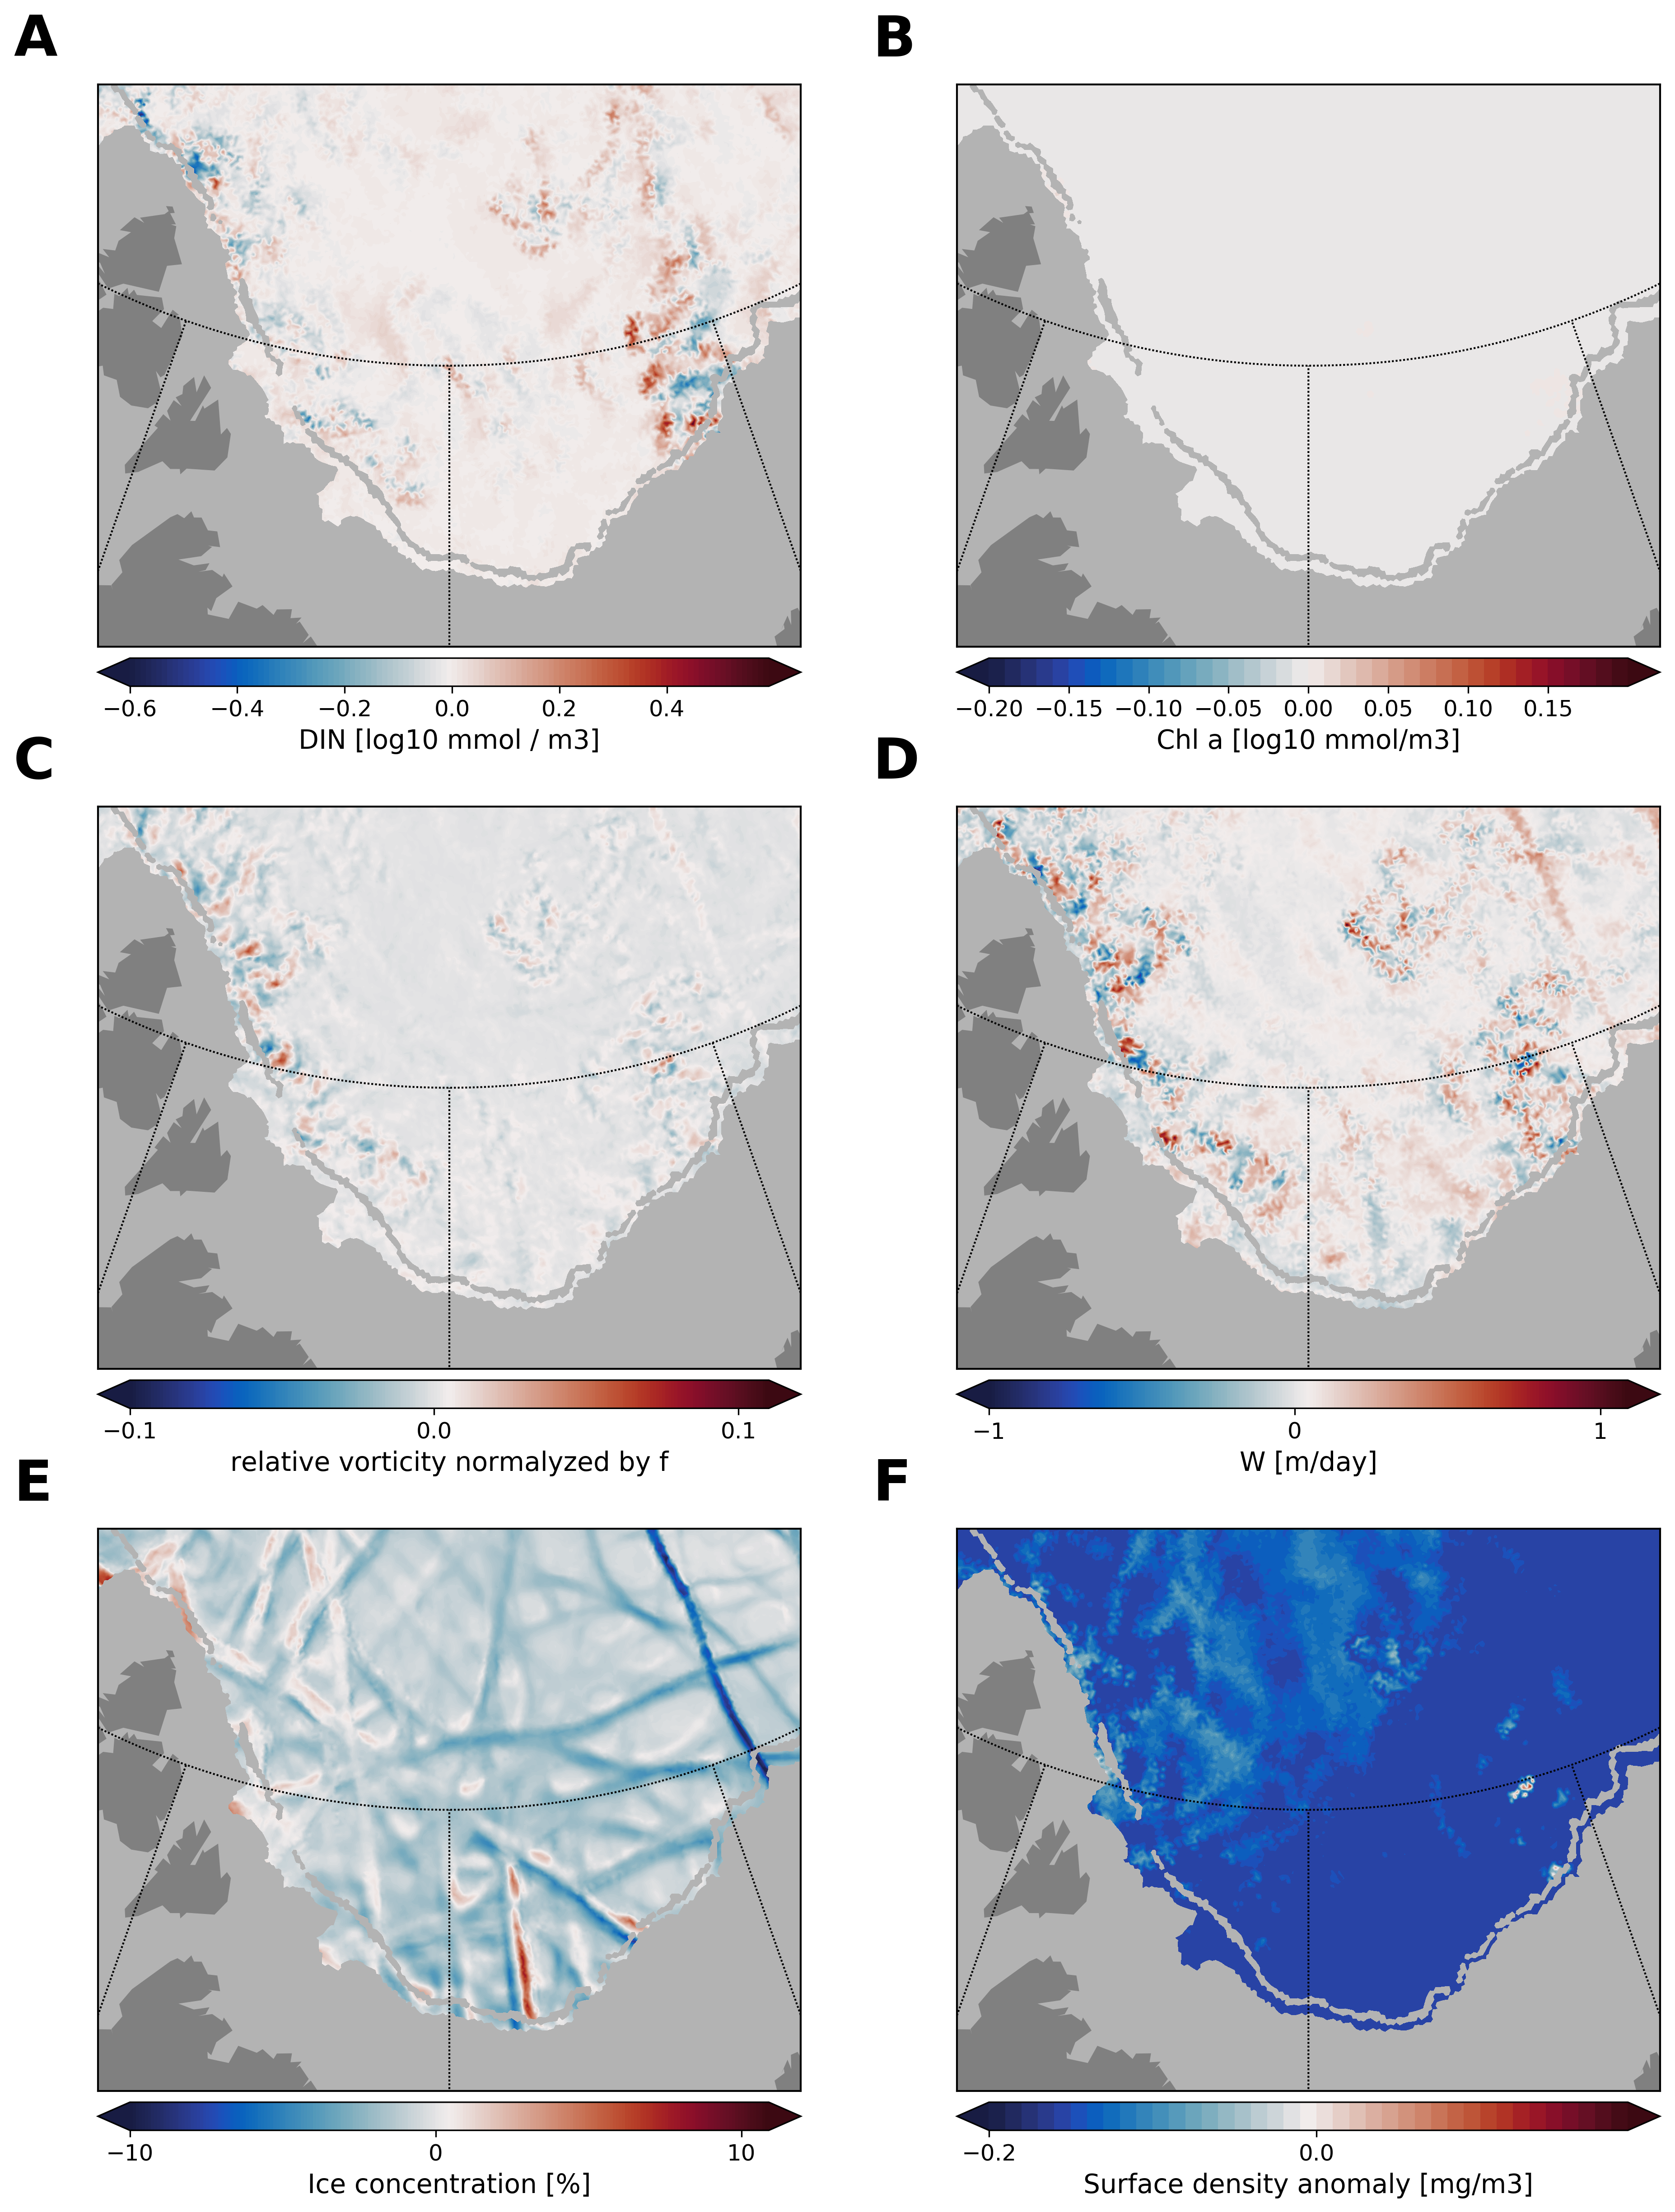 A
B
−0.6 −0.4 −0.2 0.0 0.2 0.4
DIN [log10 mmol / m3]
−0.20 −0.15 −0.10 −0.05 0.00 0.05 0.10 0.15
Chl a [log10 mmol/m3]
C
D
−0.1 0.0 0.1
relative vorticity normalyzed by f
−1 0 1
W [m/day]
E
F
−10 0 10
Ice concentration [%]
−0.2 0.0
Surface density anomaly [mg/m3]